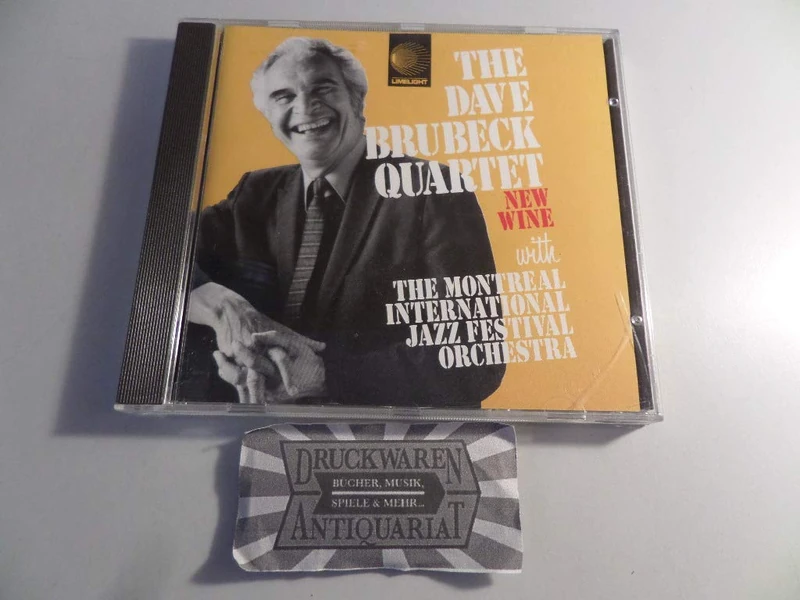 LIMELIGHT
THE
DAVE
BRUBECK
QUARTET
NEW
WINE
with
THE MONTREAL
INTERNATIONAL
JAZZ FESTIVAL
ORCHESTRA
DRUCKWAREN
BÜCHER, MUSIK,
SPIELE & MEHR...
ANTIQUARIAT